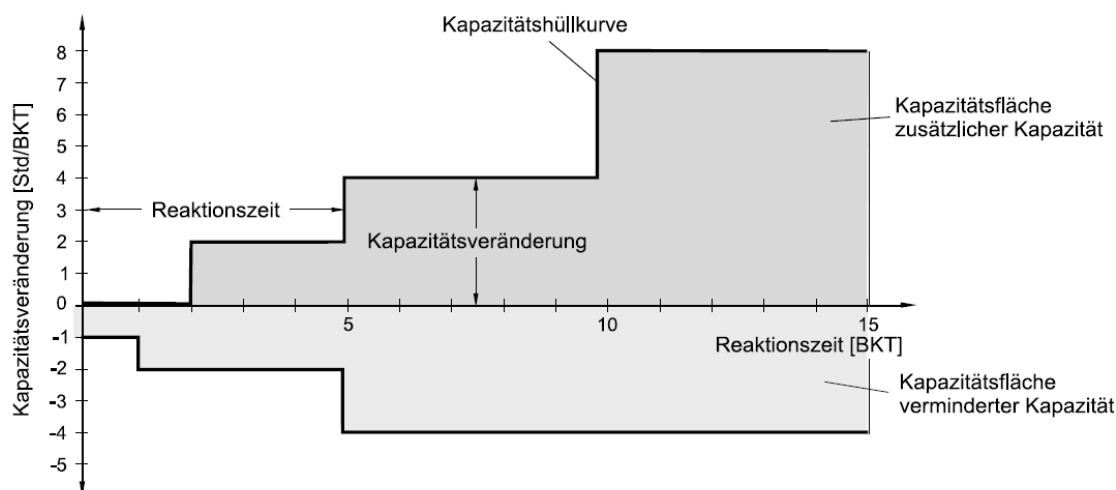 Kapazitätshüllkurve
Kapazitätsveränderung [Std/BKT]
8
7
6
5
4
3
2
1
0
-1
-2
-3
-4
-5
Kapazitätsfläche
zusätzlicher Kapazität
Reaktionszeit
Kapazitätsveränderung
5
10
15
Reaktionszeit [BKT]
Kapazitätsfläche
verminderter Kapazität